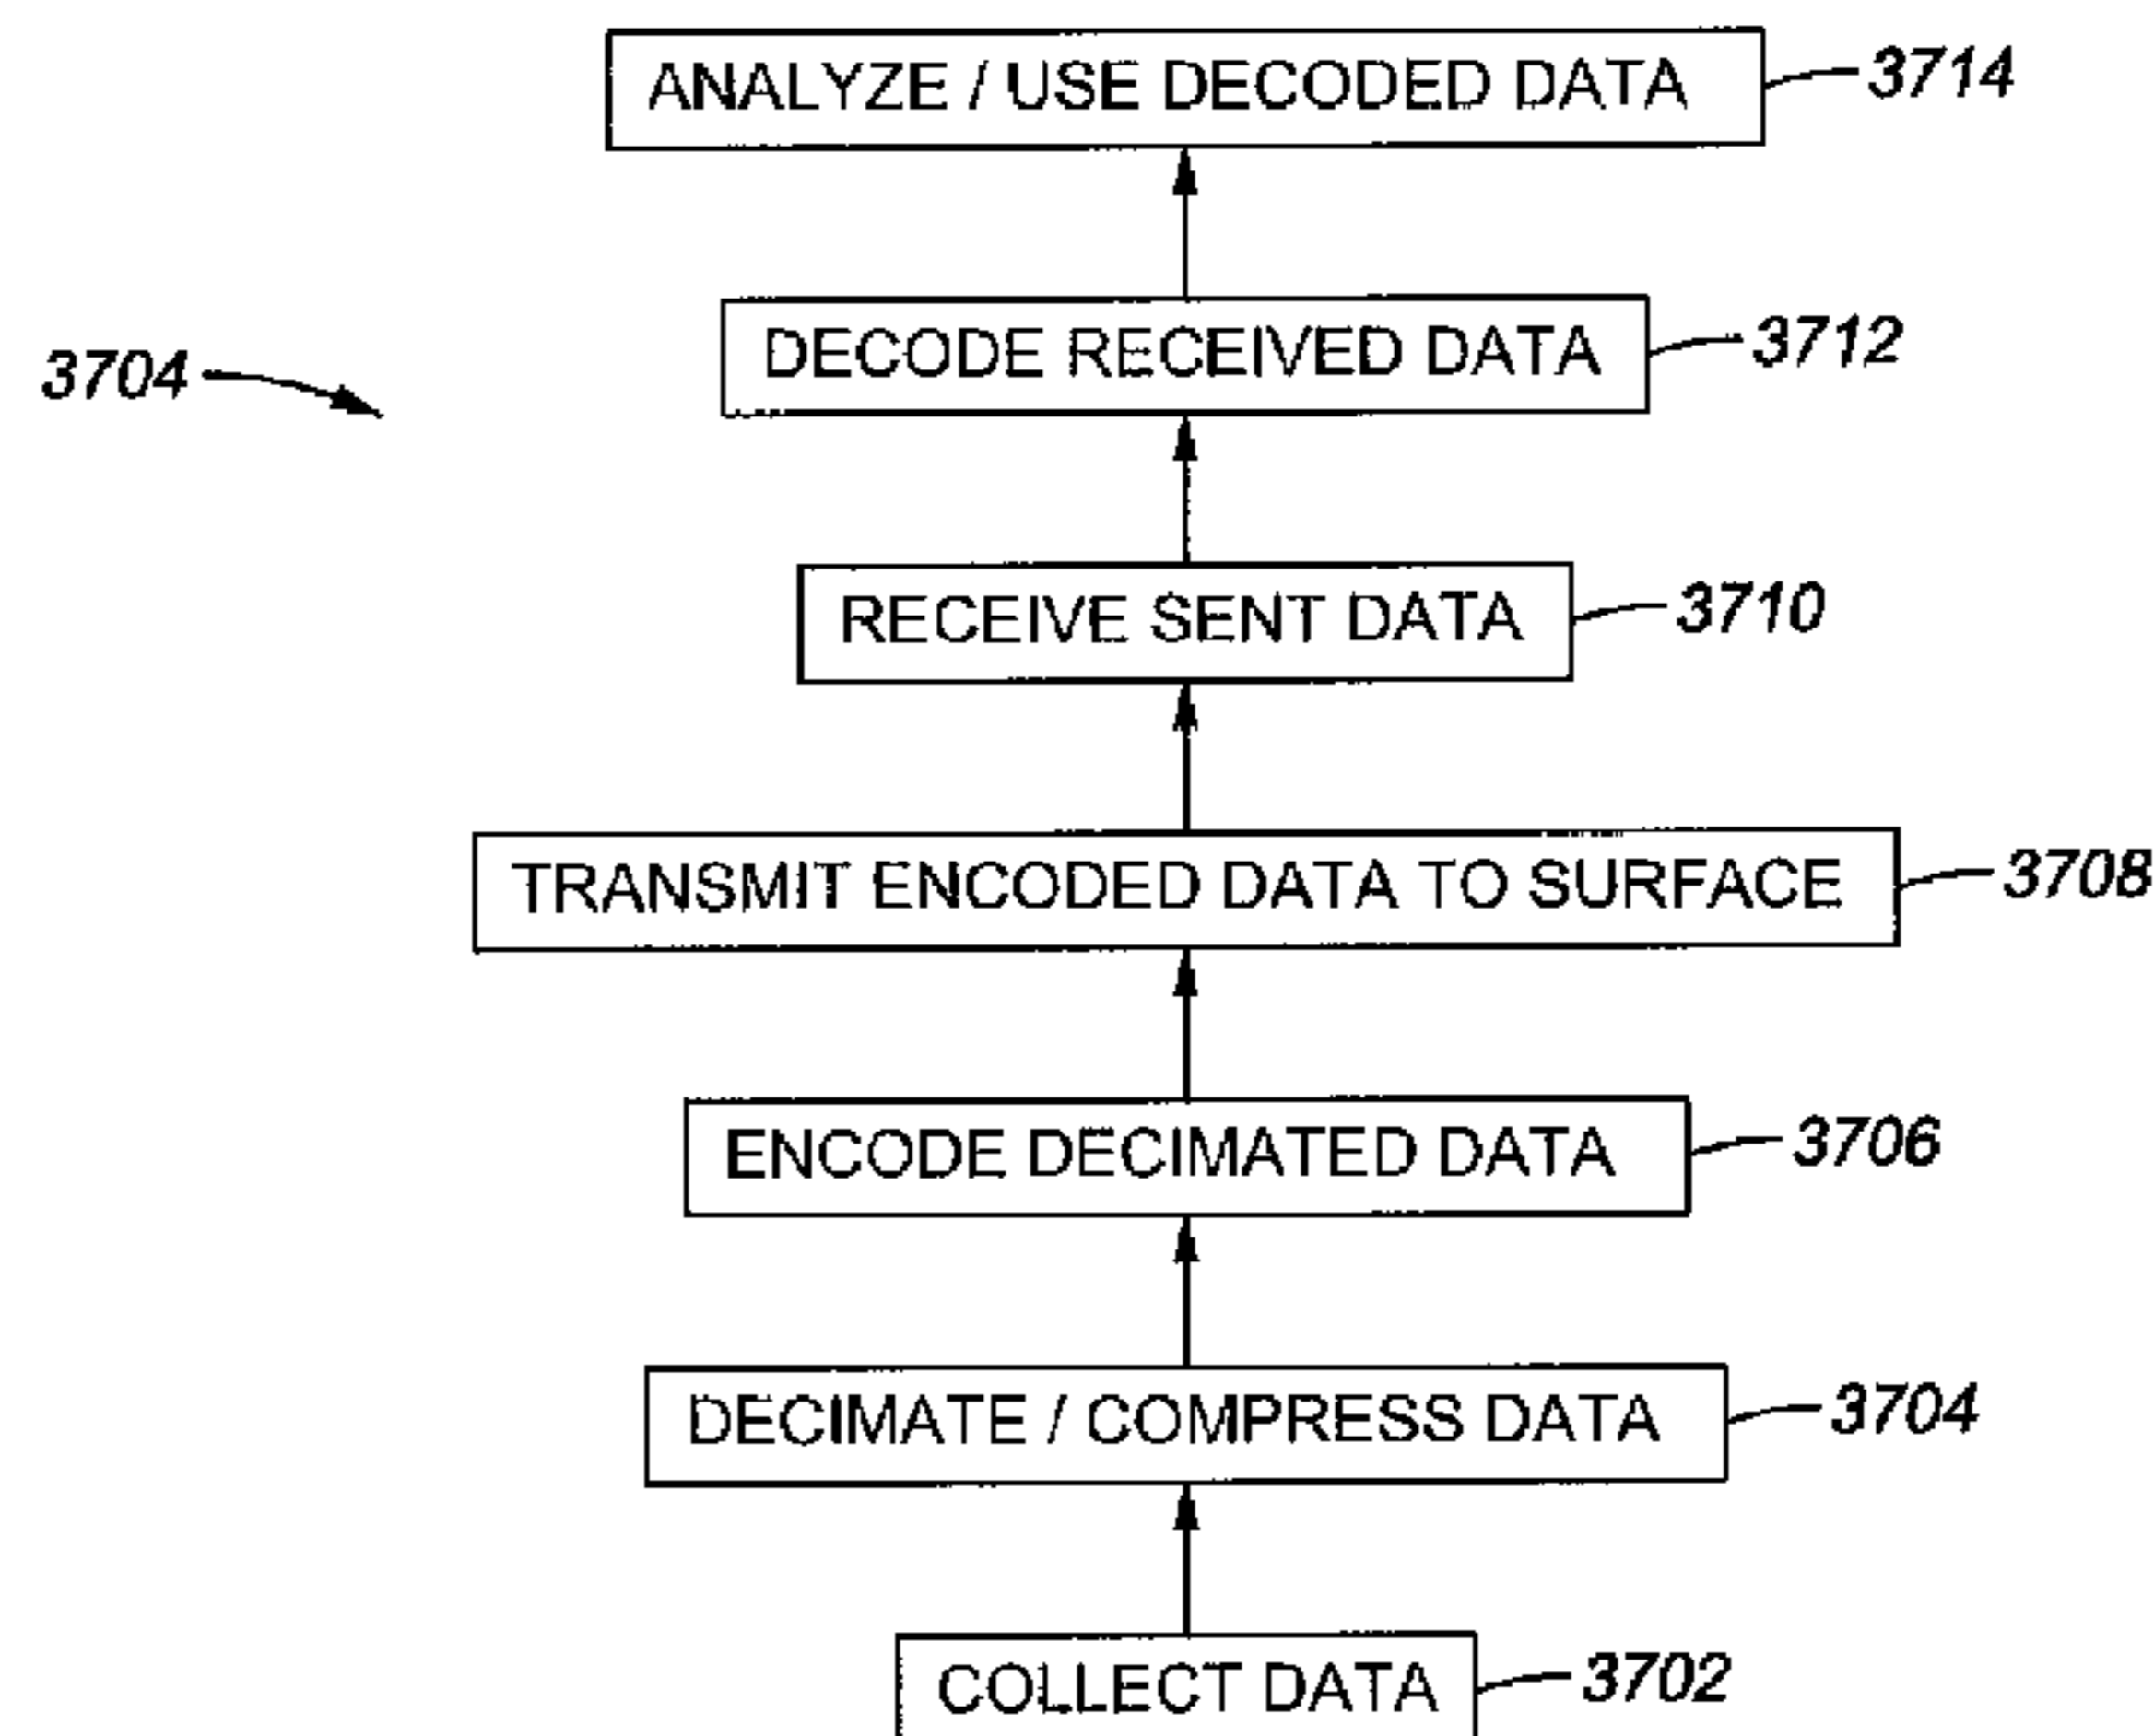 ANALYZE / USE DECODED DATA
3714
DECODE RECEIVED DATA
3712
3704
RECEIVE SENT DATA
3710
TRANSMIT ENCODED DATA TO SURFACE
3708
ENCODE DECIMATED DATA
3706
DECIMATE / COMPRESS DATA
3704
COLLECT DATA
3702